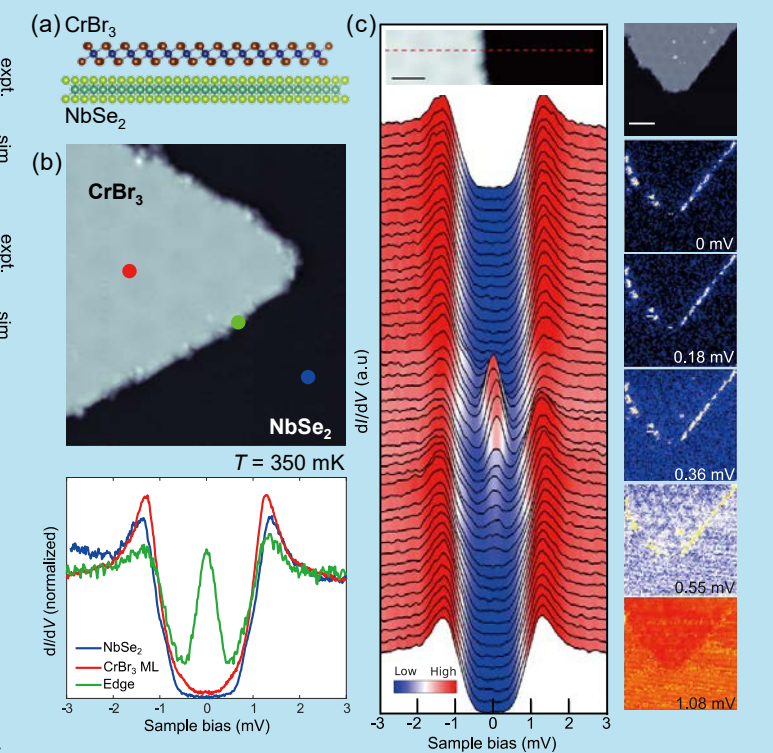 expt.
sim
expt.
sim
(a) CrBr3
NbSe2
(b)
CrBr3
NbSe2
T = 350 mK
dI/dV (normalized)
NbSe2
CrBr3 ML
Edge
-3 -2 -1 0 1 2 3
Sample bias (mV)
(c)
dI/dV (a.u)
Low High
-3 -2 -1 0 1 2 3
Sample bias (mV)
0 mV
0.18 mV
0.36 mV
0.55 mV
1.08 mV